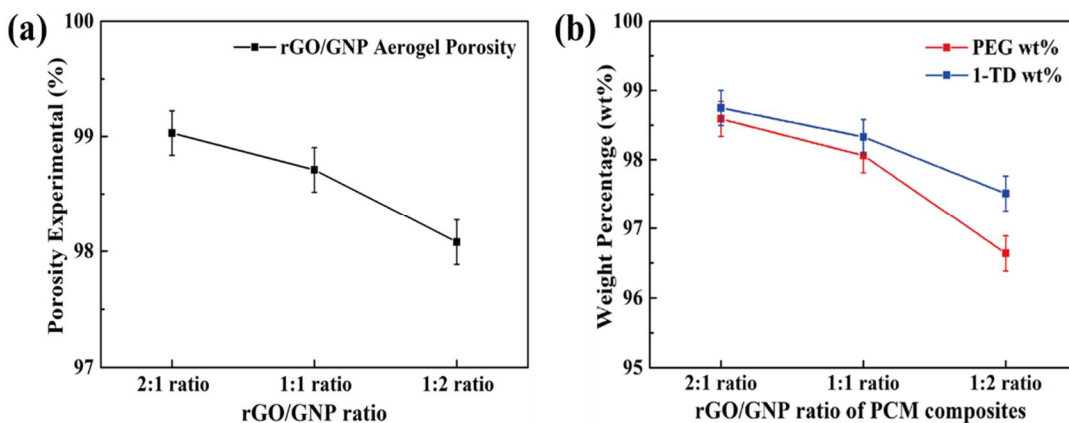 (a)
100
99
98
97
Porosity Experimental (%)
rGO/GNP Aerogel Porosity
2:1 ratio 1:1 ratio 1:2 ratio
rGO/GNP ratio
(b)
100
99
98
97
96
95
Weight Percentage (wt%)
PEG wt%
1-TD wt%
2:1 ratio 1:1 ratio 1:2 ratio
rGO/GNP ratio of PCM composites